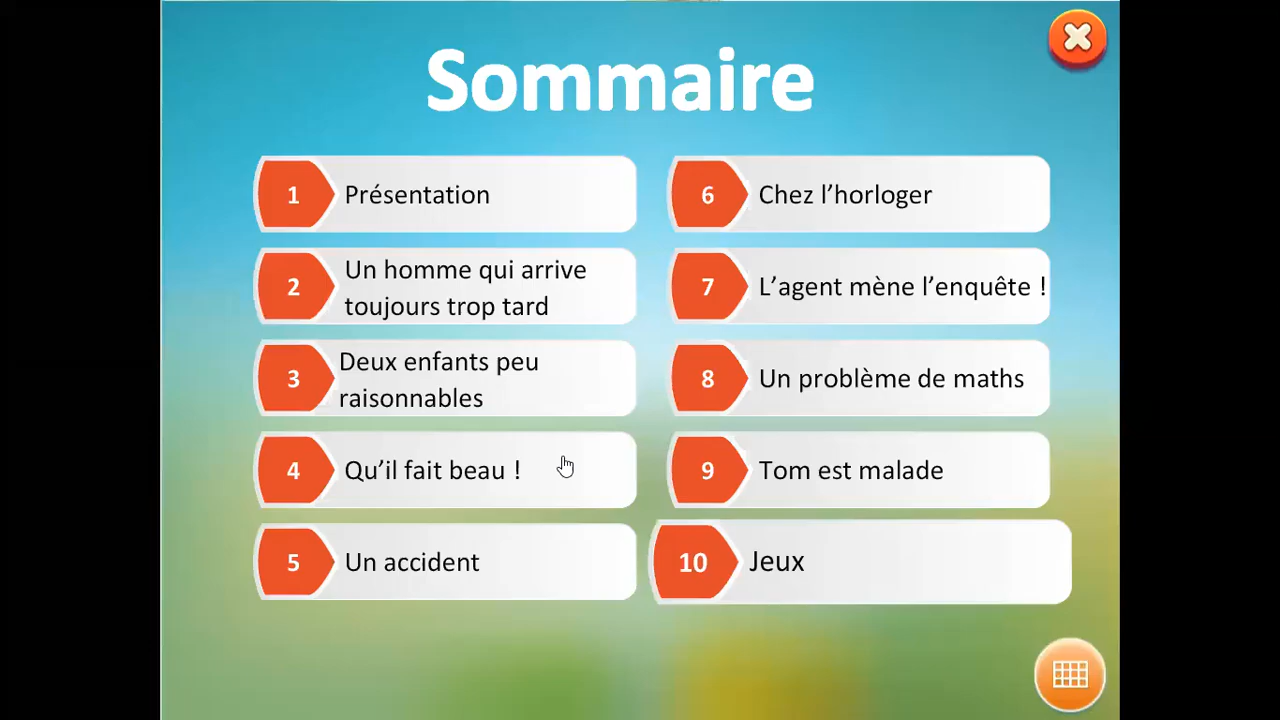 Sommaire
1 Présentation
2 Un homme qui arrive
toujours trop tard
3 Deux enfants peu
raisonnables
4 Qu’il fait beau !
5 Un accident
6 Chez l’horloger
7 L’agent mène l’enquête !
8 Un problème de maths
9 Tom est malade
10 Jeux